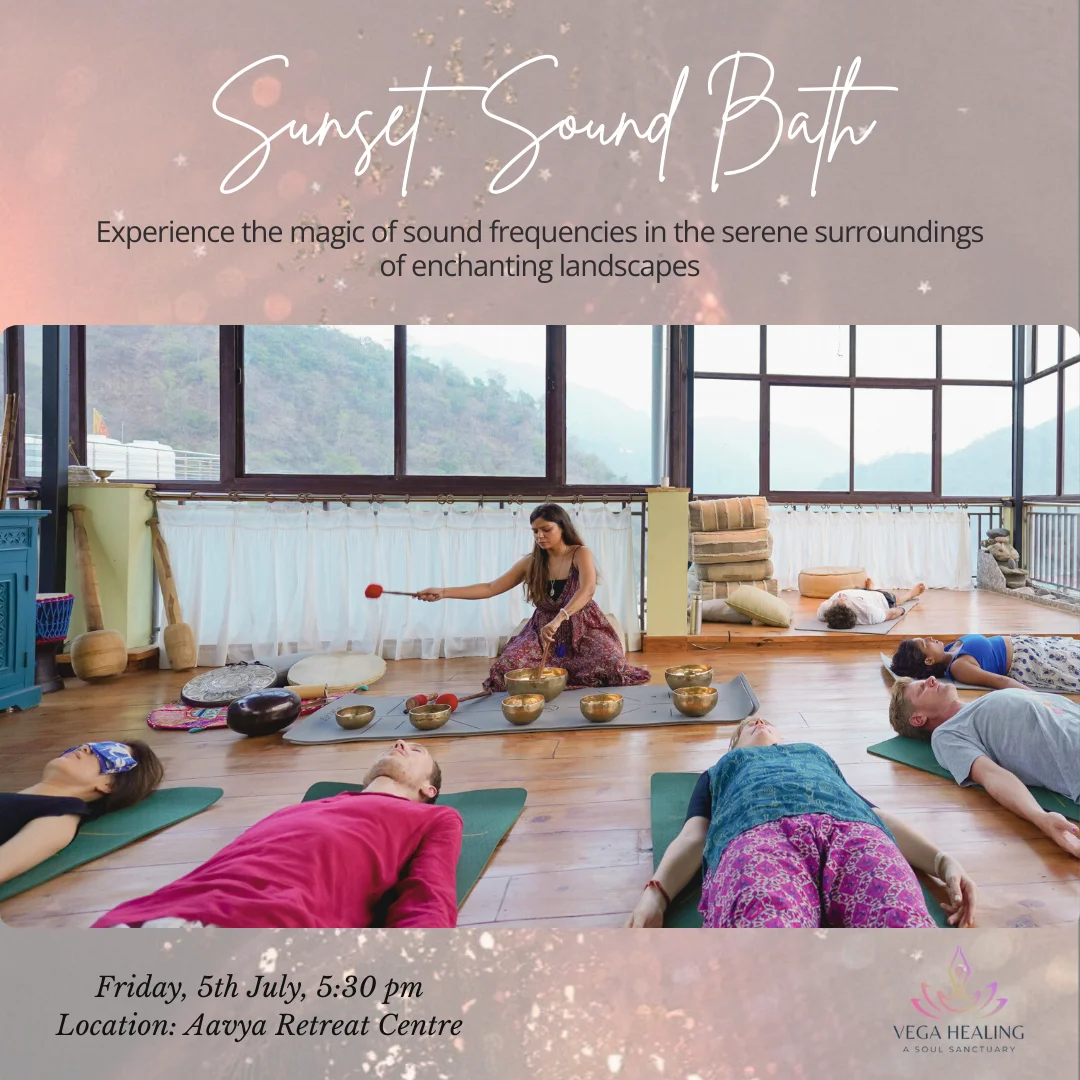 Sunset Sound Bath
Experience the magic of sound frequencies in the serene surroundings
of enchanting landscapes
Friday, 5th July, 5:30 pm
Location: Aavya Retreat Centre
VEGA HEALING
A SOUL SANCTUARY